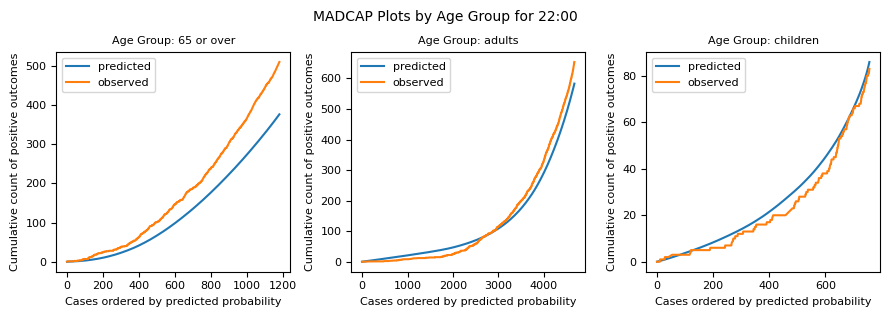 MADCAP Plots by Age Group for 22:00
Age Group: 65 or over
Cumulative count of positive outcomes
500
400
300
200
100
0
predicted
observed
0 200 400 600 800 1000 1200
Cases ordered by predicted probability
Age Group: adults
Cumulative count of positive outcomes
600
500
400
300
200
100
0
predicted
observed
0 1000 2000 3000 4000
Cases ordered by predicted probability
Age Group: children
Cumulative count of positive outcomes
80
60
40
20
0
predicted
observed
0 200 400 600
Cases ordered by predicted probability